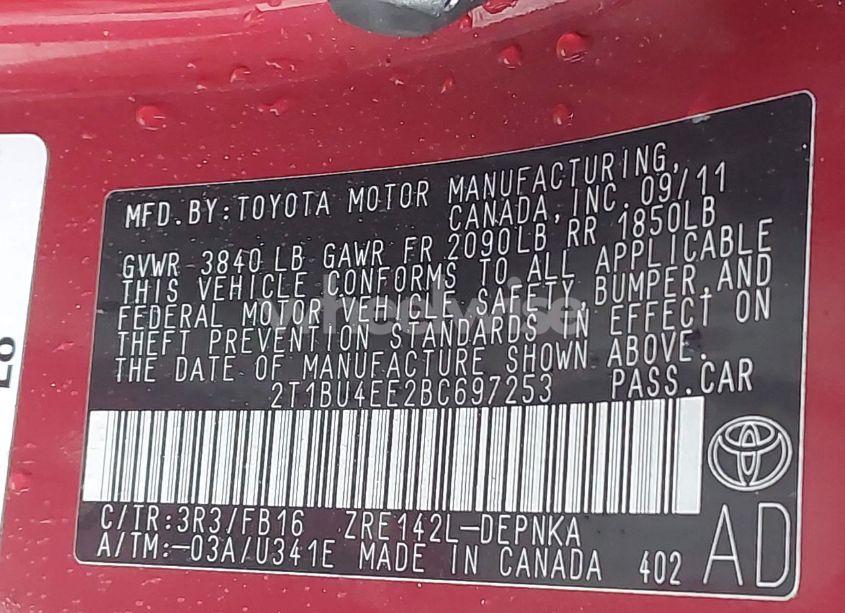 MFD.BY:TOYOTA MOTOR MANUFACTURING,
CANADA, INC. 09/11
GVWR 3840 LB GAWR FR 2090LB RR 1850LB
THIS VEHICLE CONFORMS TO ALL APPLICABLE
FEDERAL MOTOR VEHICLE SAFETY, BUMPER,AND
THEFT PREVENTION STANDARDS IN EFFECT ON
THE DATE OF MANUFACTURE SHOWN ABOVE.
2T1BU4EE2BC697253 PASS.CAR
C/TR:3R3/FB16 ZRE142L-DEPNKA
A/TM:-03A/U341E MADE IN CANADA 402 AD
wheelwise